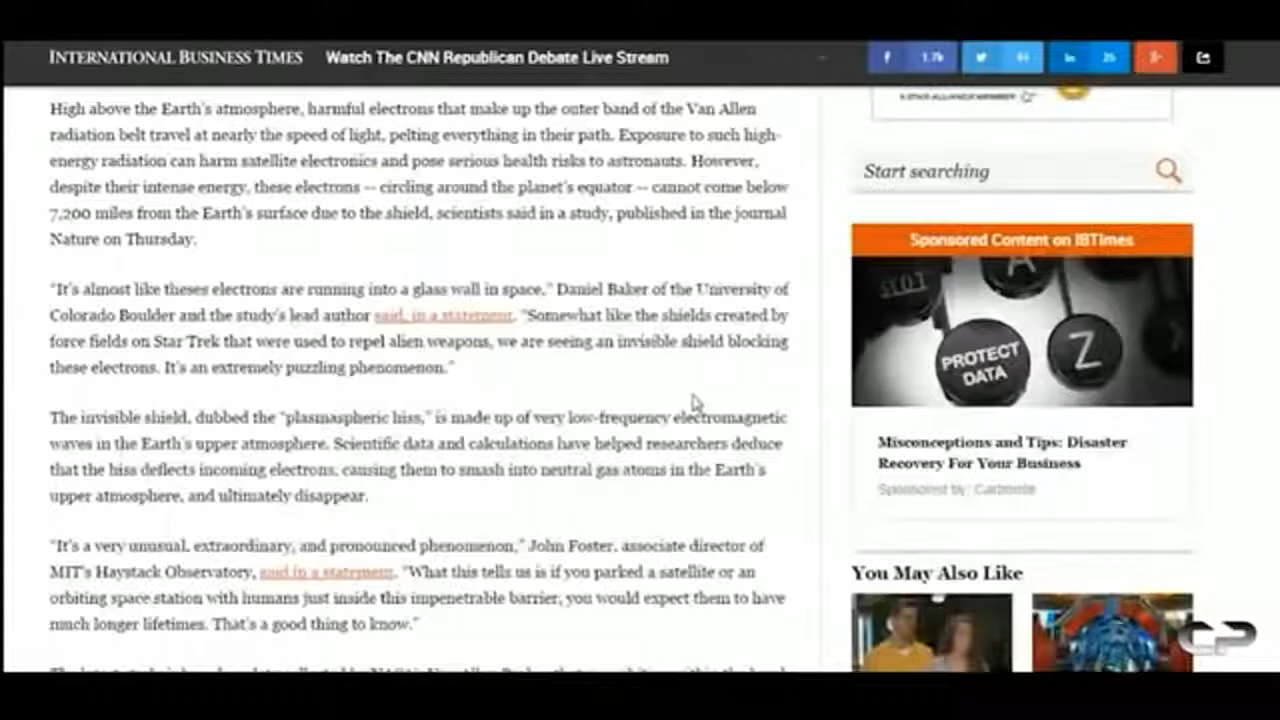 INTERNATIONAL BUSINESS TIMES
Watch The CNN Republican Debate Live Stream
1.7k
in
High above the Earth's atmosphere, harmful electrons that make up the outer band of the Van Allen
radiation belt travel at nearly the speed of light, pelting everything in their path. Exposure to such high-
energy radiation can harm satellite electronics and pose serious health risks to astronauts. However,
despite their intense energy, these electrons -- circling around the planet's equator -- cannot come below
7,200 miles from the Earth's surface due to the shield, scientists said in a study, published in the journal
Nature on Thursday.
"It's almost like theses electrons are running into a glass wall in space," Daniel Baker of the University of
Colorado Boulder and the study's lead author said, in a statement. "Somewhat like the shields created by
force fields on Star Trek that were used to repel alien weapons, we are seeing an invisible shield blocking
these electrons. It's an extremely puzzling phenomenon."
The invisible shield, dubbed the "plasmaspheric hiss," is made up of very low-frequency electromagnetic
waves in the Earth's upper atmosphere. Scientific data and calculations have helped researchers deduce
that the hiss deflects incoming electrons, causing them to smash into neutral gas atoms in the Earth's
upper atmosphere, and ultimately disappear.
"It's a very unusual, extraordinary, and pronounced phenomenon," John Foster, associate director of
MIT's Haystack Observatory, said in a statement. "What this tells us is if you parked a satellite or an
orbiting space station with humans just inside this impenetrable barrier, you would expect them to have
much longer lifetimes. That's a good thing to know."
A STAR ALLIANCE MEMBER
Start searching
Sponsored Content on IBTimes
A
PROTECT
DATA
Z
Misconceptions and Tips: Disaster
Recovery For Your Business
Sponsored by: Carbonite
You May Also Like
CP